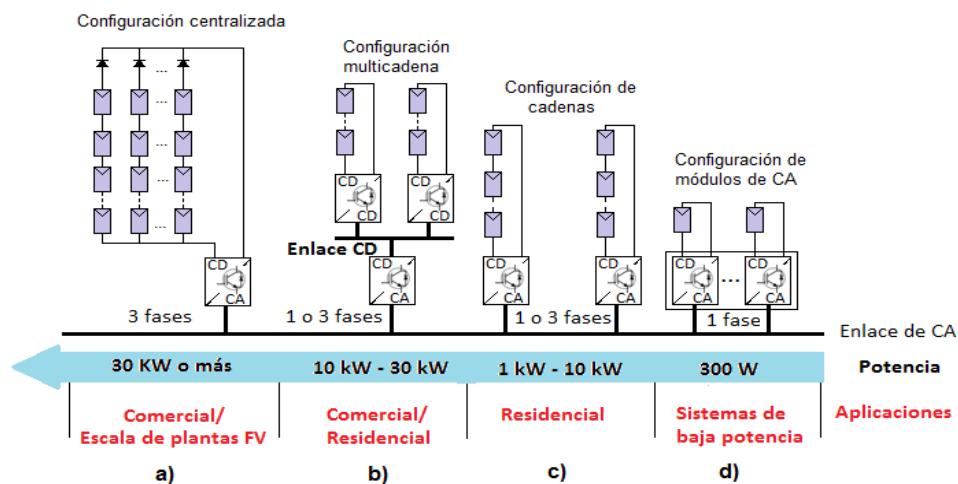 Configuración centralizada
...
...
...
...
...
CD
CA
3 fases
Configuración
multicadena
CD
CD
CD
CD
Enlace CD
CD
CA
1 o 3 fases
Configuración de
cadenas
CD
CA
CD
CA
1 o 3 fases
Configuración de
módulos de CA
CD
CA
...
CD
CA
1 fase
Enlace de CA
30 KW o más
10 kW - 30 kW
1 kW - 10 kW
300 W
Potencia
Comercial/
Escala de plantas FV
Comercial/
Residencial
Residencial
Sistemas de
baja potencia
Aplicaciones
a)
b)
c)
d)